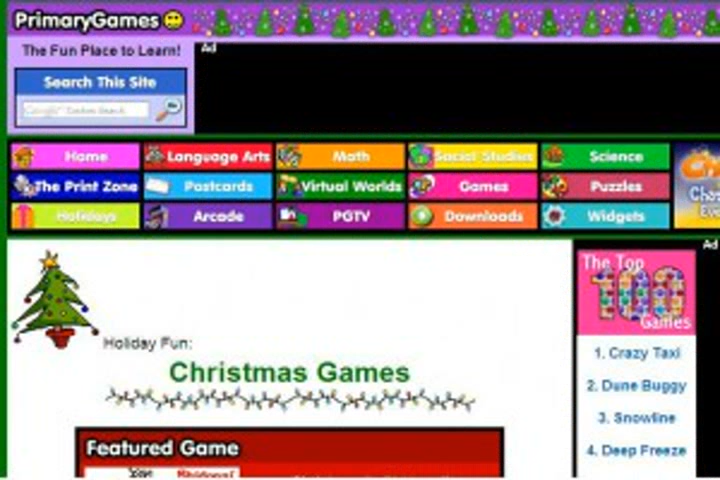 PrimaryGames
The Fun Place to Learn!
Ad
Search This Site
Home
Language Arts
Math
Social Studies
Science
The Print Zone
Postcards
Virtual Worlds
Games
Puzzles
Holidays
Arcade
PGTV
Downloads
Widgets
Ad
The Top
100
Games
Holiday Fun:
Christmas Games
1. Crazy Taxi
2. Dune Buggy
3. Snowline
4. Deep Freeze
Featured Game